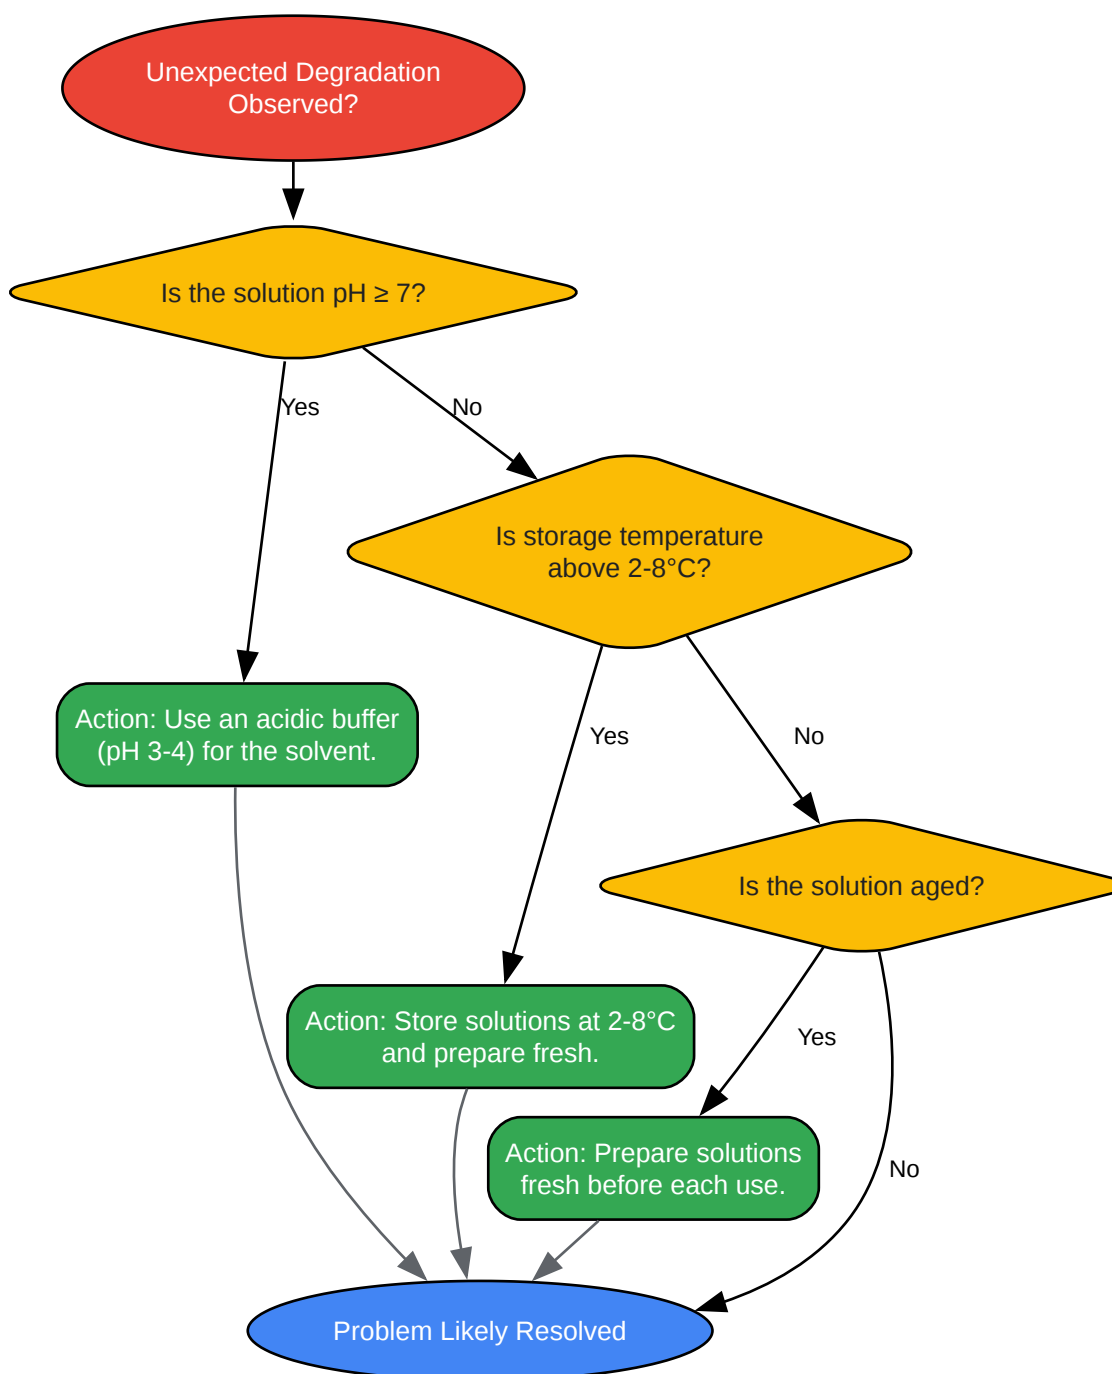 Unexpected Degradation
Observed?
Is the solution pH ≥ 7?
Yes
No
Is storage temperature
above 2-8°C?
Action: Use an acidic buffer
(pH 3-4) for the solvent.
Yes
No
Is the solution aged?
Action: Store solutions at 2-8°C
and prepare fresh.
Yes
Action: Prepare solutions
fresh before each use.
No
Problem Likely Resolved